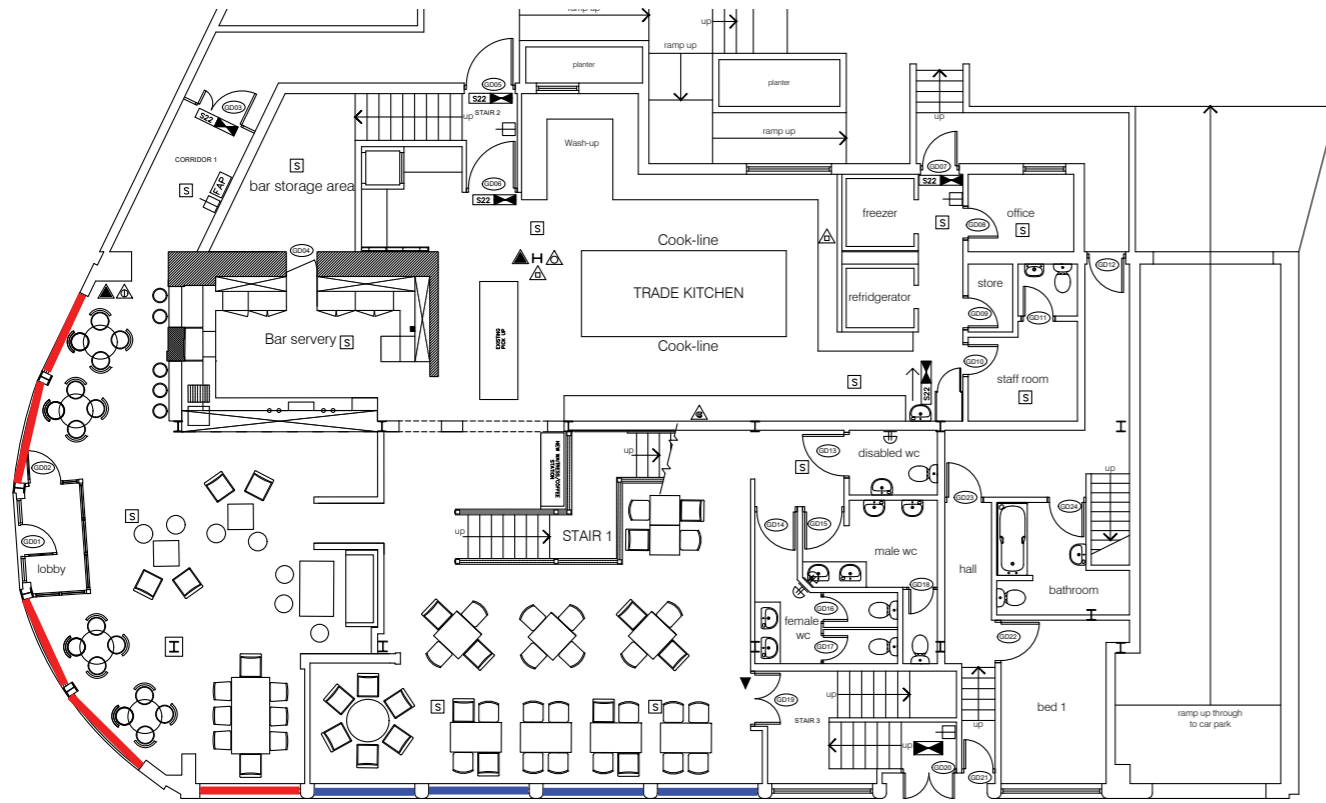 ramp up
up
ramp up
planter
planter
ramp up
GD05
S22
STAIR 2
up
GD03
S22
CORRIDOR 1
S
FAP
S
bar storage area
Wash-up
GD06
S22
S
up
GD07
S22
S
freezer
GD08
office
S
GD04
Cook-line
TRADE KITCHEN
Cook-line
H
refridgerator
store
GD09
GD11
GD12
Bar servery
S
EXISTING
PICK UP
GD10
staff room
S
S
S22
GD02
GD01
lobby
S
NEW WAITRESS/COFFEE
STATION
up
up
STAIR 1
S
GD13
disabled wc
GD14
GD15
male wc
GD18
GD23
hall
GD24
up
bathroom
GD16
female
wc
GD17
GD22
H
S
S
GD19
STAIR 3
up
up
GD20
up
GD21
bed 1
ramp up through
to car park